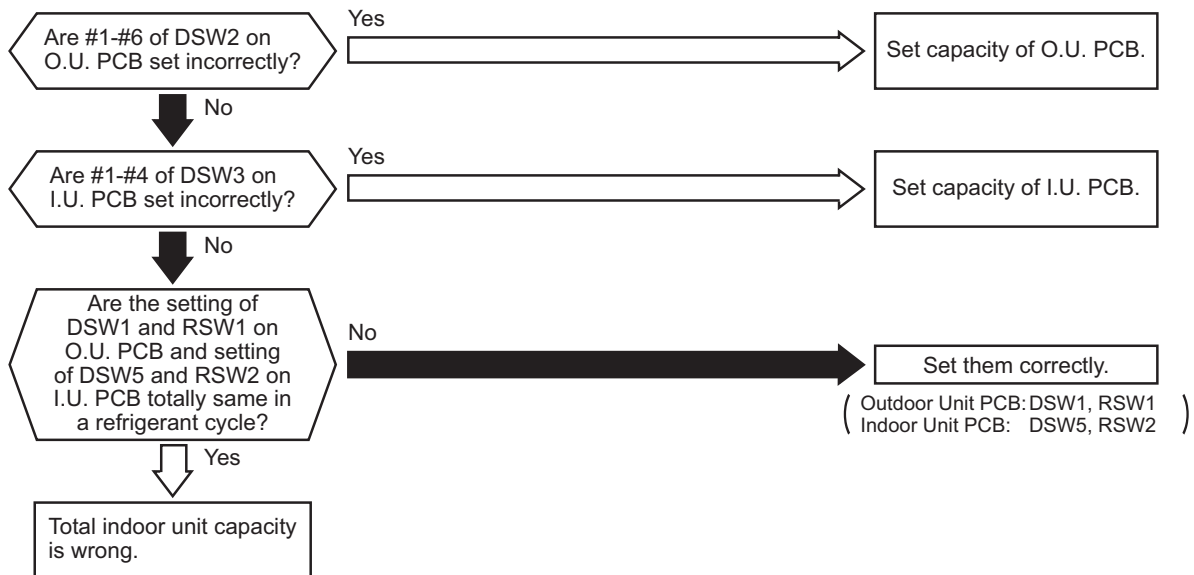 Are #1-#6 of DSW2 on
O.U. PCB set incorrectly?
Yes
Set capacity of O.U. PCB.
No
Are #1-#4 of DSW3 on
I.U. PCB set incorrectly?
Yes
Set capacity of I.U. PCB.
No
Are the setting of
DSW1 and RSW1 on
O.U. PCB and setting
of DSW5 and RSW2 on
I.U. PCB totally same in
a refrigerant cycle?
No
Set them correctly.
( Outdoor Unit PCB: DSW1, RSW1
Indoor Unit PCB: DSW5, RSW2 )
Yes
Total indoor unit capacity
is wrong.